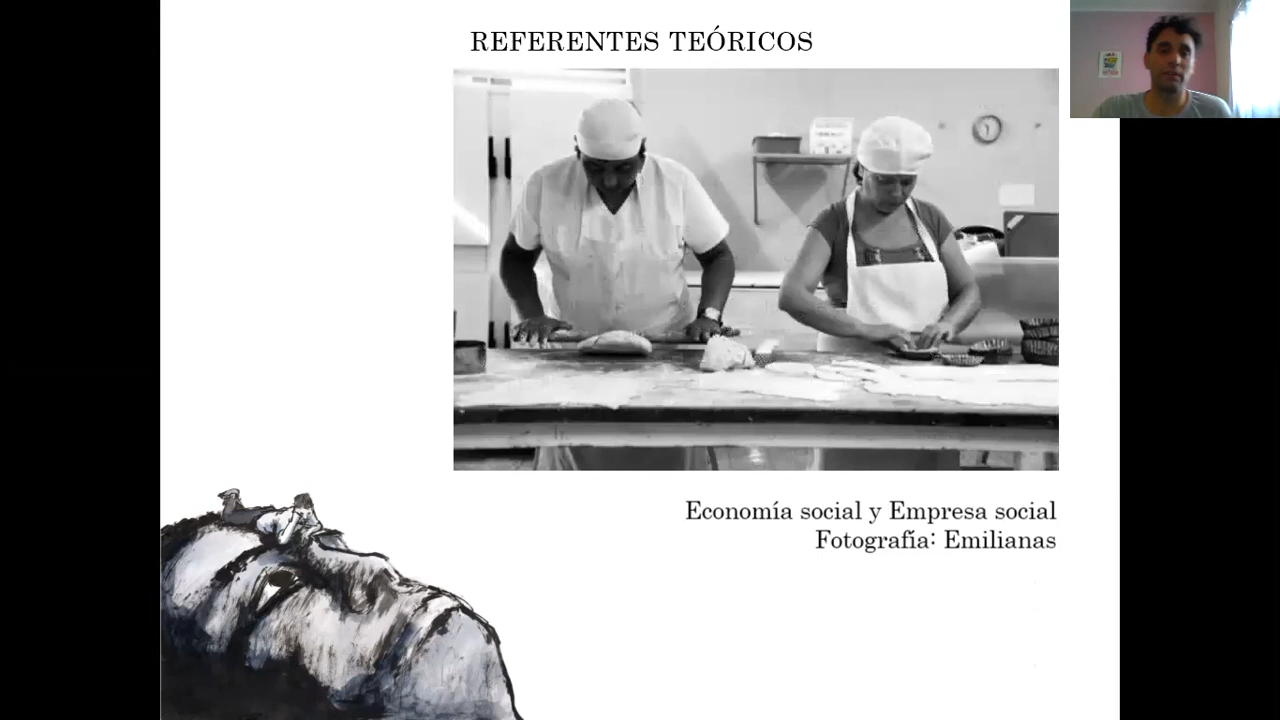 REFERENTES TEÓRICOS
Economía social y Empresa social
Fotografía: Emilianas